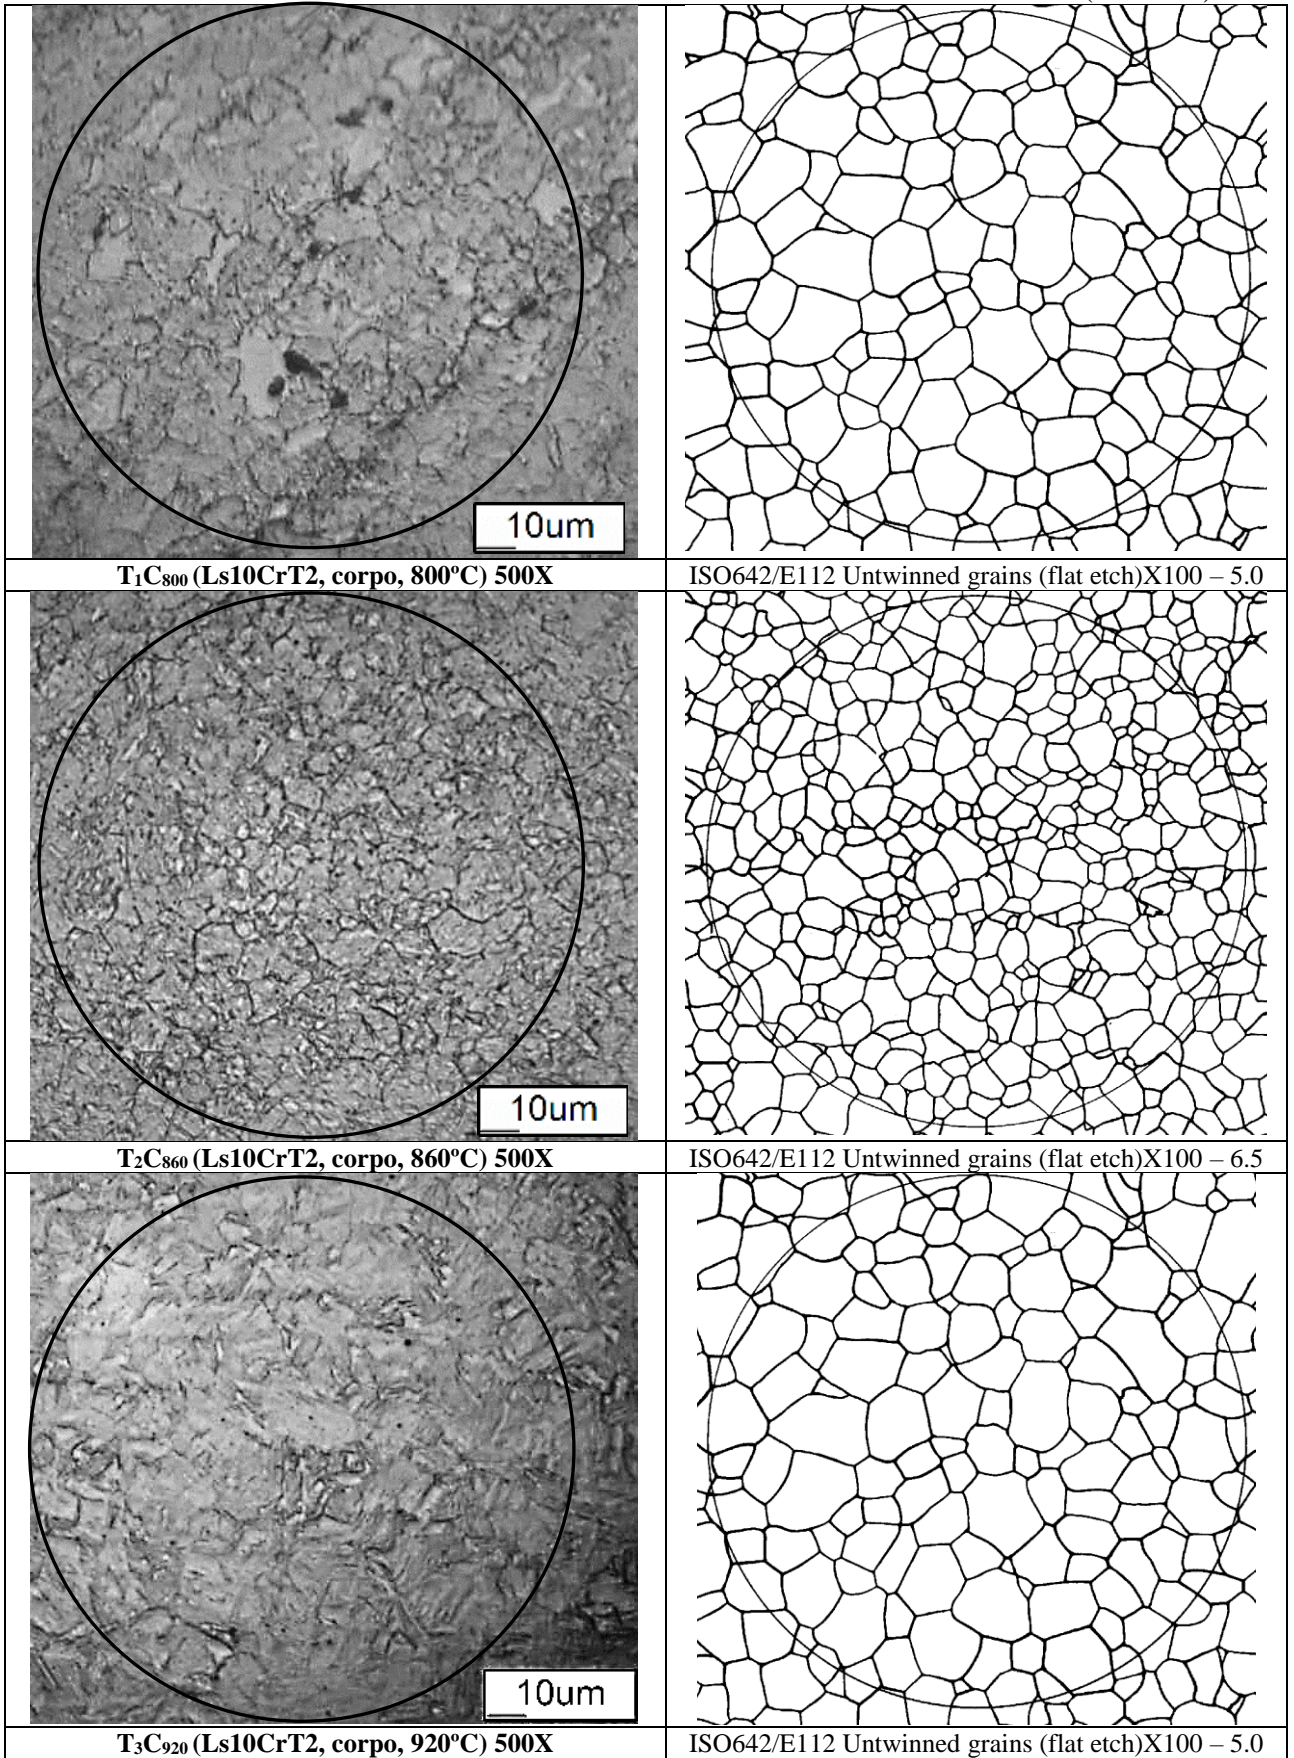 10um
T₁C₈₀₀ (Ls10CrT2, corpo, 800ºC) 500X
ISO642/E112 Untwinned grains (flat etch)X100 – 5.0
10um
T₂C₈₆₀ (Ls10CrT2, corpo, 860ºC) 500X
ISO642/E112 Untwinned grains (flat etch)X100 – 6.5
10um
T₃C₉₂₀ (Ls10CrT2, corpo, 920ºC) 500X
ISO642/E112 Untwinned grains (flat etch)X100 – 5.0